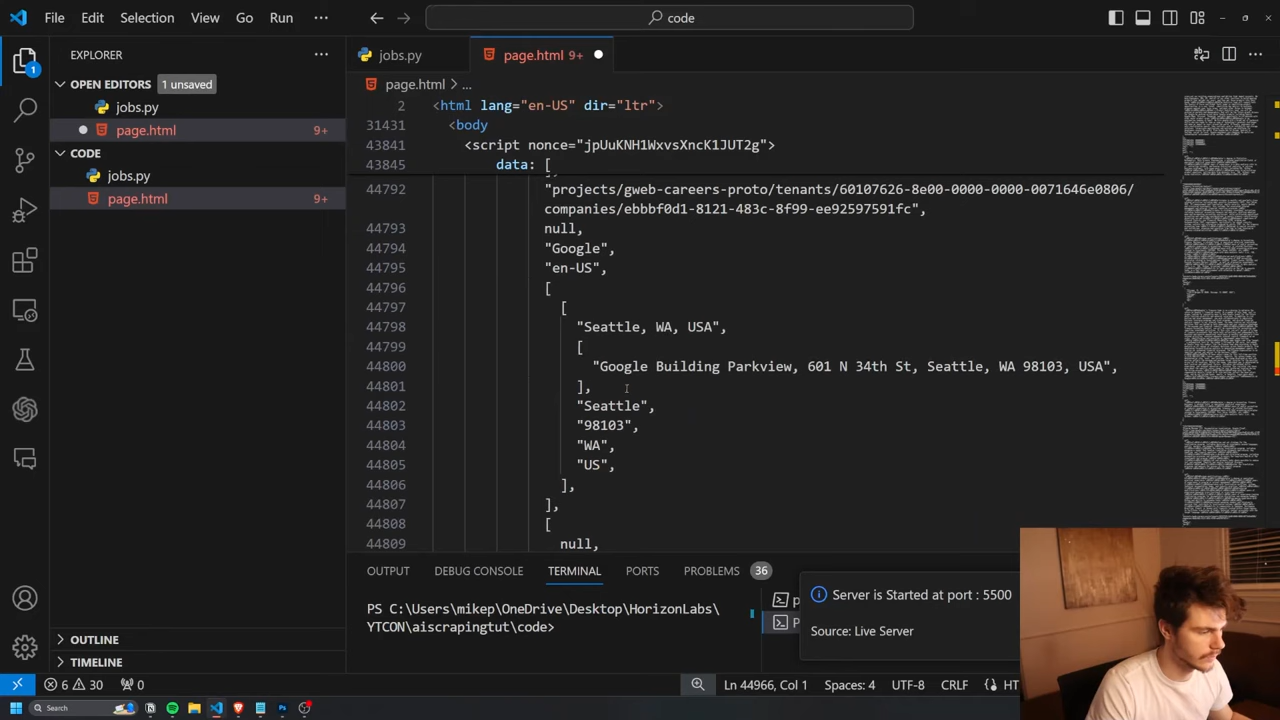 File Edit Selection View Go Run ... code
EXPLORER ...
jobs.py page.html 9+
OPEN EDITORS 1 unsaved
page.html > ...
jobs.py
page.html 9+
CODE
jobs.py
page.html 9+
OUTLINE
TIMELINE
1
2 <html lang="en-US" dir="ltr">
31431 <body
43841 <script nonce="jpUuKNH1WxvsXncK1JUT2g">
43845 data: [
44792 "projects/gweb-careers-proto/tenants/60107626-8e00-0000-0000-0071646e0806/
companies/ebbbf0d1-8121-483c-8f99-ee92597591fc",
44793 null,
44794 "Google",
44795 "en-US",
44796 [
44797 [
44798 "Seattle, WA, USA",
44799 [
44800 "Google Building Parkview, 601 N 34th St, Seattle, WA 98103, USA",
44801 ],
44802 "Seattle",
44803 "98103",
44804 "WA",
44805 "US",
44806 ],
44807 ],
44808 [
44809 null,
OUTPUT DEBUG CONSOLE TERMINAL PORTS PROBLEMS 36
PS C:\Users\mikep\OneDrive\Desktop\HorizonLabs\
YTCON\aiscrapingtut\code>
Server is Started at port : 5500
Source: Live Server
6 30 0 Ln 44966, Col 1 Spaces: 4 UTF-8 CRLF
Search